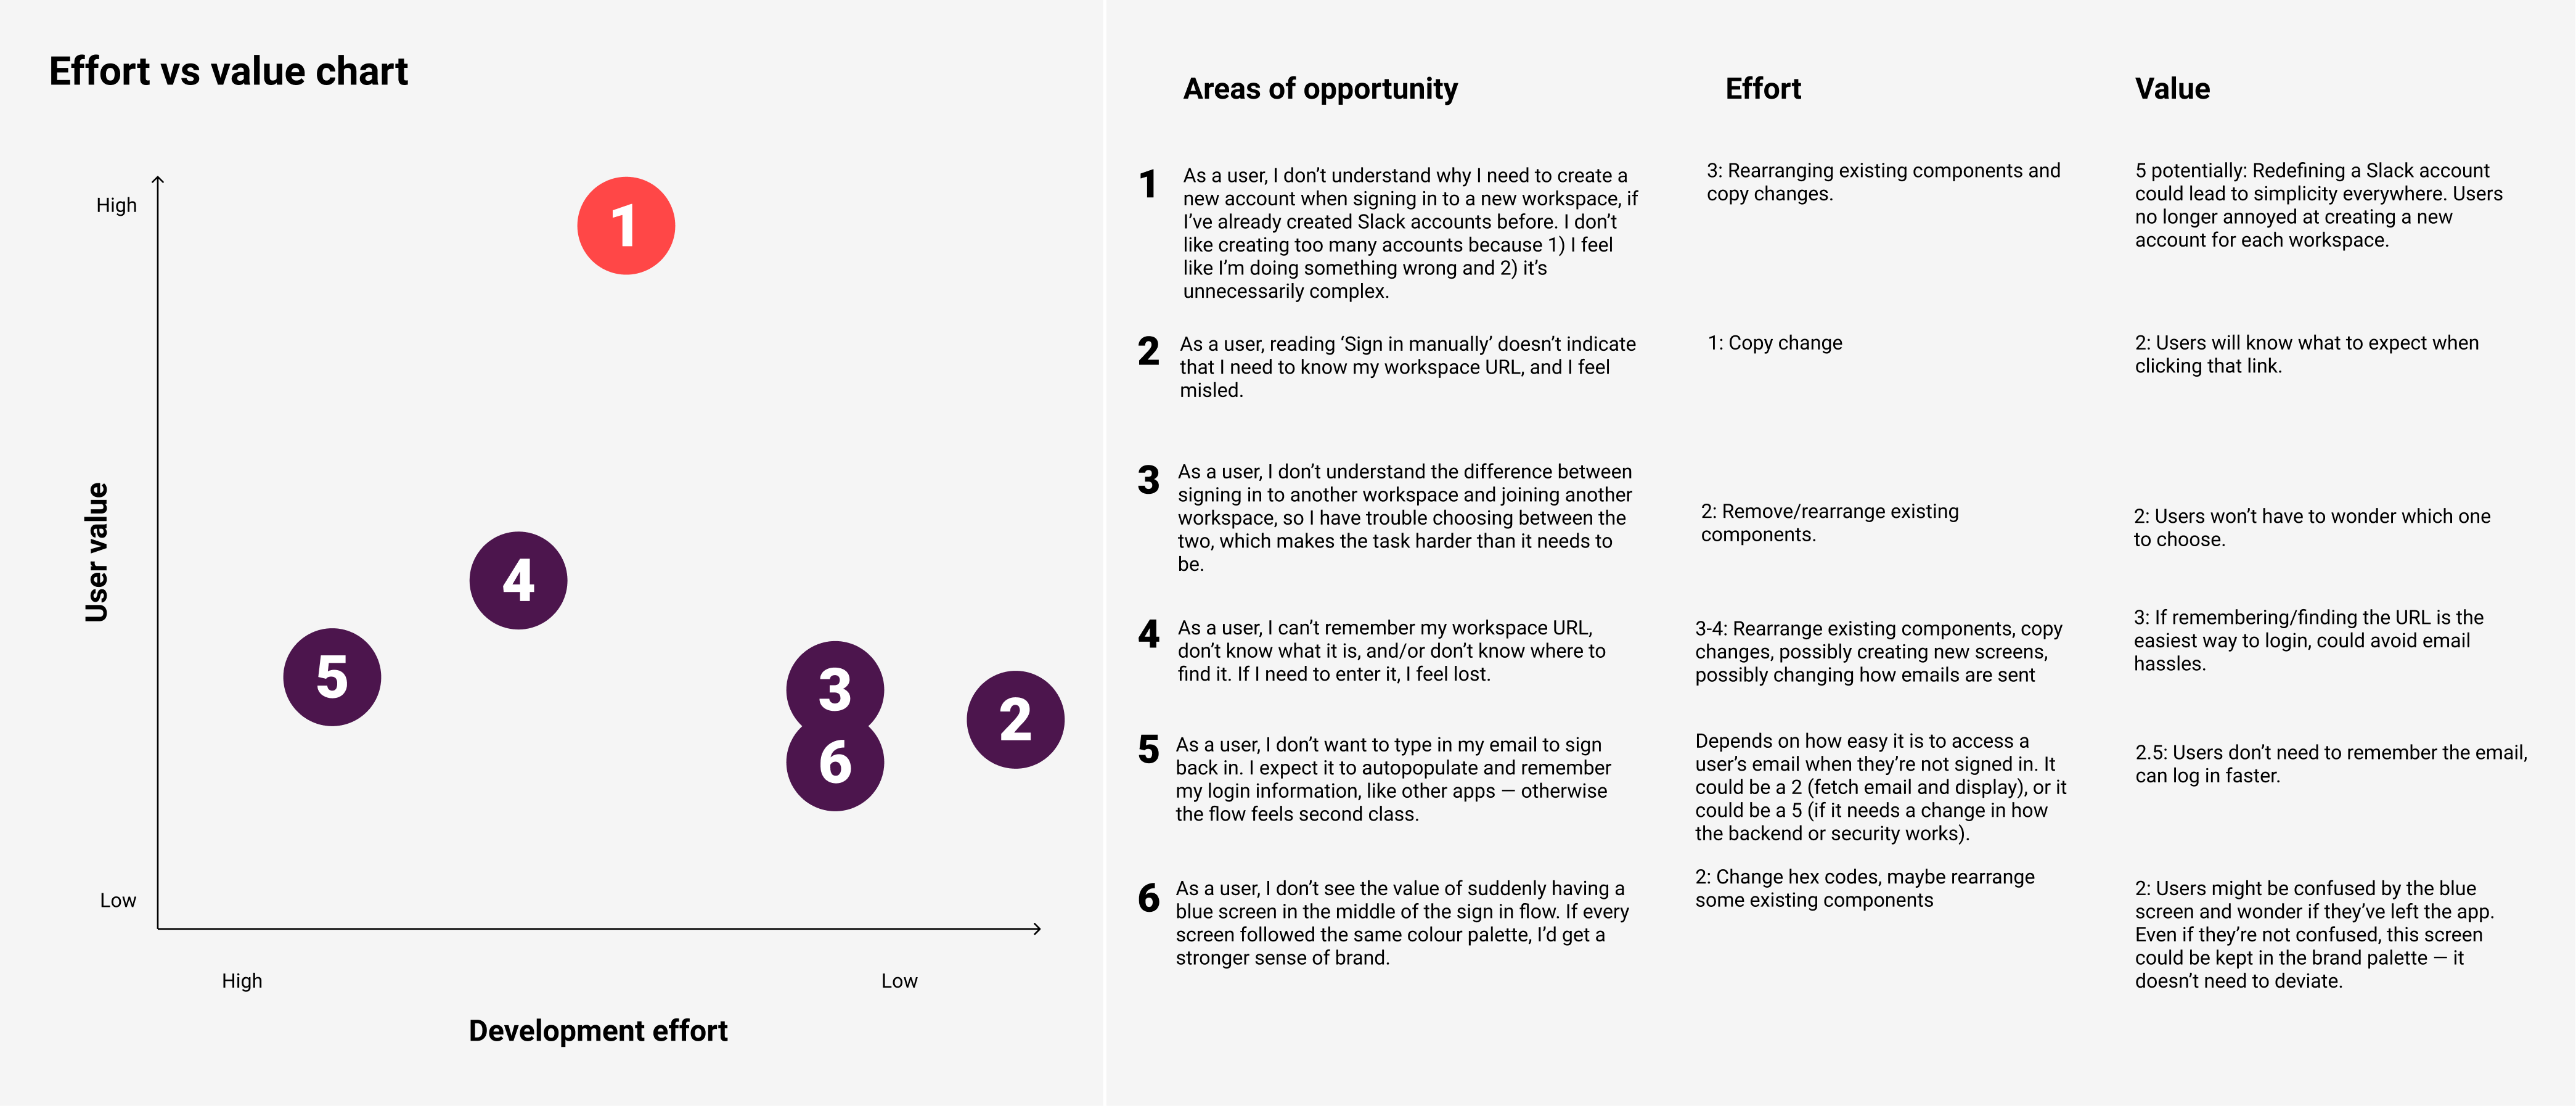 Effort vs value chart
High
1
User value
4
5
3
2
6
Low
High
Low
Development effort
Areas of opportunity
Effort
Value
1
As a user, I don’t understand why I need to create a
new account when signing in to a new workspace, if
I’ve already created Slack accounts before. I don’t
like creating too many accounts because 1) I feel
like I’m doing something wrong and 2) it’s
unnecessarily complex.
3: Rearranging existing components and
copy changes.
5 potentially: Redefining a Slack account
could lead to simplicity everywhere. Users
no longer annoyed at creating a new
account for each workspace.
2
As a user, reading ‘Sign in manually’ doesn’t indicate
that I need to know my workspace URL, and I feel
misled.
1: Copy change
2: Users will know what to expect when
clicking that link.
3
As a user, I don’t understand the difference between
signing in to another workspace and joining another
workspace, so I have trouble choosing between the
two, which makes the task harder than it needs to
be.
2: Remove/rearrange existing
components.
2: Users won’t have to wonder which one
to choose.
4
As a user, I can’t remember my workspace URL,
don’t know what it is, and/or don’t know where to
find it. If I need to enter it, I feel lost.
3-4: Rearrange existing components, copy
changes, possibly creating new screens,
possibly changing how emails are sent
3: If remembering/finding the URL is the
easiest way to login, could avoid email
hassles.
5
As a user, I don’t want to type in my email to sign
back in. I expect it to autopopulate and remember
my login information, like other apps — otherwise
the flow feels second class.
Depends on how easy it is to access a
user’s email when they’re not signed in. It
could be a 2 (fetch email and display), or it
could be a 5 (if it needs a change in how
the backend or security works).
2.5: Users don’t need to remember the email,
can log in faster.
6
As a user, I don’t see the value of suddenly having a
blue screen in the middle of the sign in flow. If every
screen followed the same colour palette, I’d get a
stronger sense of brand.
2: Change hex codes, maybe rearrange
some existing components
2: Users might be confused by the blue
screen and wonder if they’ve left the app.
Even if they’re not confused, this screen
could be kept in the brand palette — it
doesn’t need to deviate.